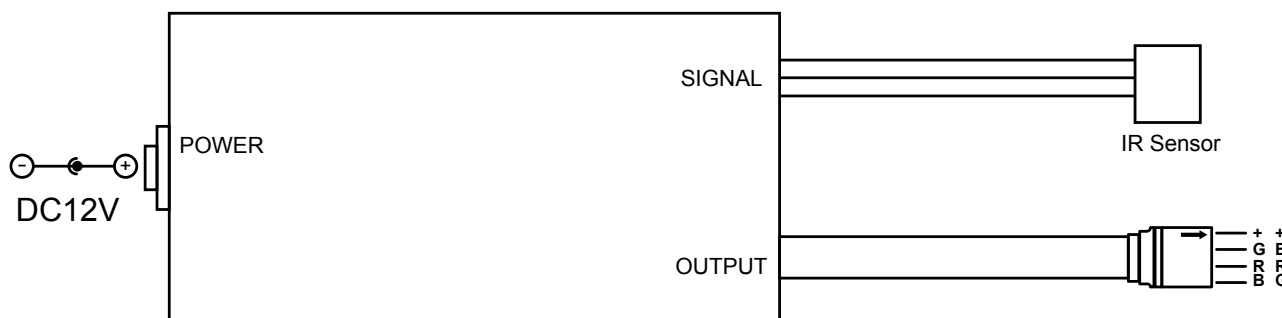 SIGNAL
IR Sensor
POWER
− +
DC12V
OUTPUT
+
G
R
B